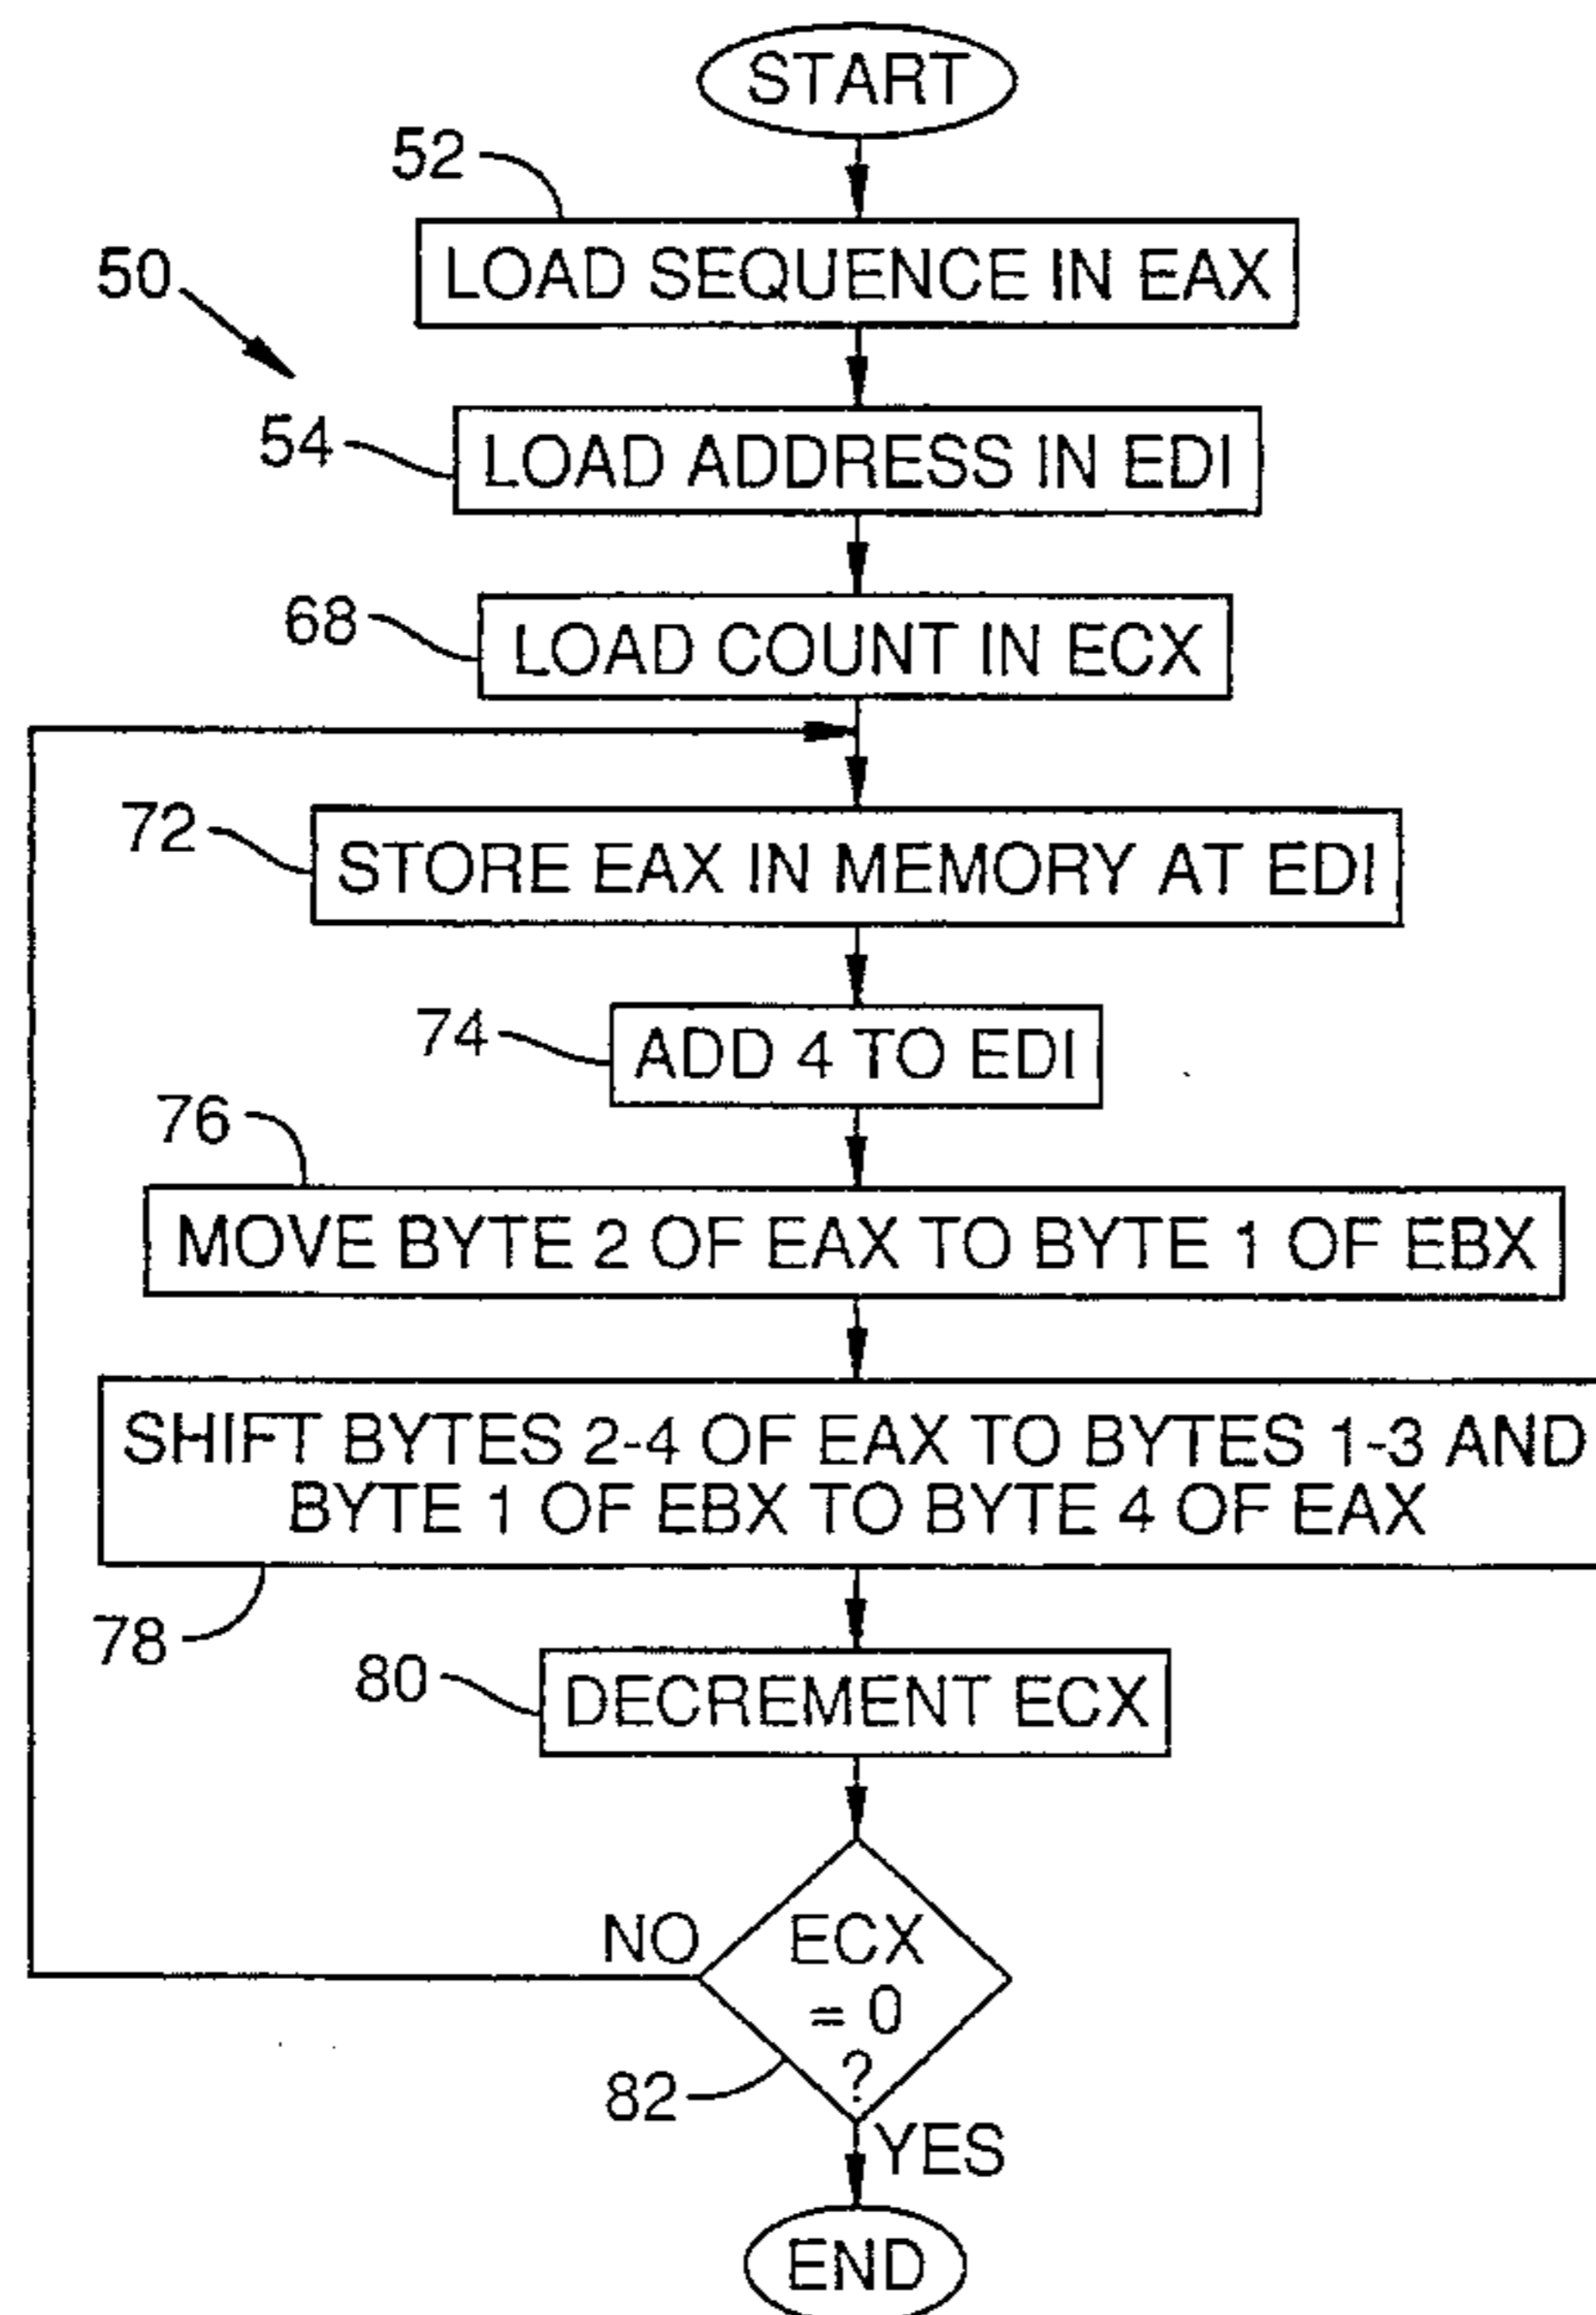 START
52
LOAD SEQUENCE IN EAX
50
54
LOAD ADDRESS IN EDI
68
LOAD COUNT IN ECX
72
STORE EAX IN MEMORY AT EDI
74
ADD 4 TO EDI
76
MOVE BYTE 2 OF EAX TO BYTE 1 OF EBX
SHIFT BYTES 2-4 OF EAX TO BYTES 1-3 AND
BYTE 1 OF EBX TO BYTE 4 OF EAX
78
80
DECREMENT ECX
NO
ECX
= 0
?
82
YES
END